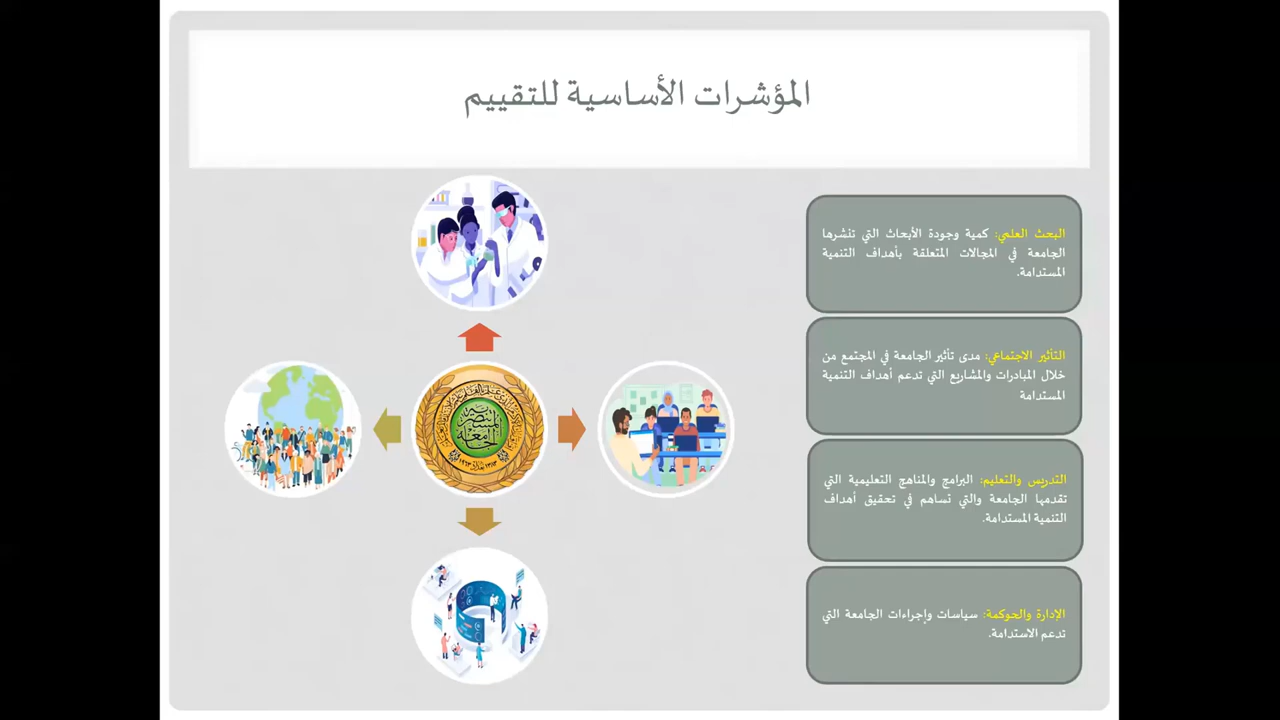 المؤشرات الأساسية للتقييم
البحث العلمي: كمية وجودة الأبحاث التي تنشرها
الجامعة في المجالات المتعلقة بأهداف التنمية
المستدامة.
التأثير الاجتماعي: مدى تأثير الجامعة في المجتمع من
خلال المبادرات والمشاريع التي تدعم أهداف التنمية
المستدامة
التدريس والتعليم: البرامج والمناهج التعليمية التي
تقدمها الجامعة والتي تساهم في تحقيق أهداف
التنمية المستدامة.
الإدارة والحوكمة: سياسات وإجراءات الجامعة التي
تدعم الاستدامة.
الجامعة
المستنصرية